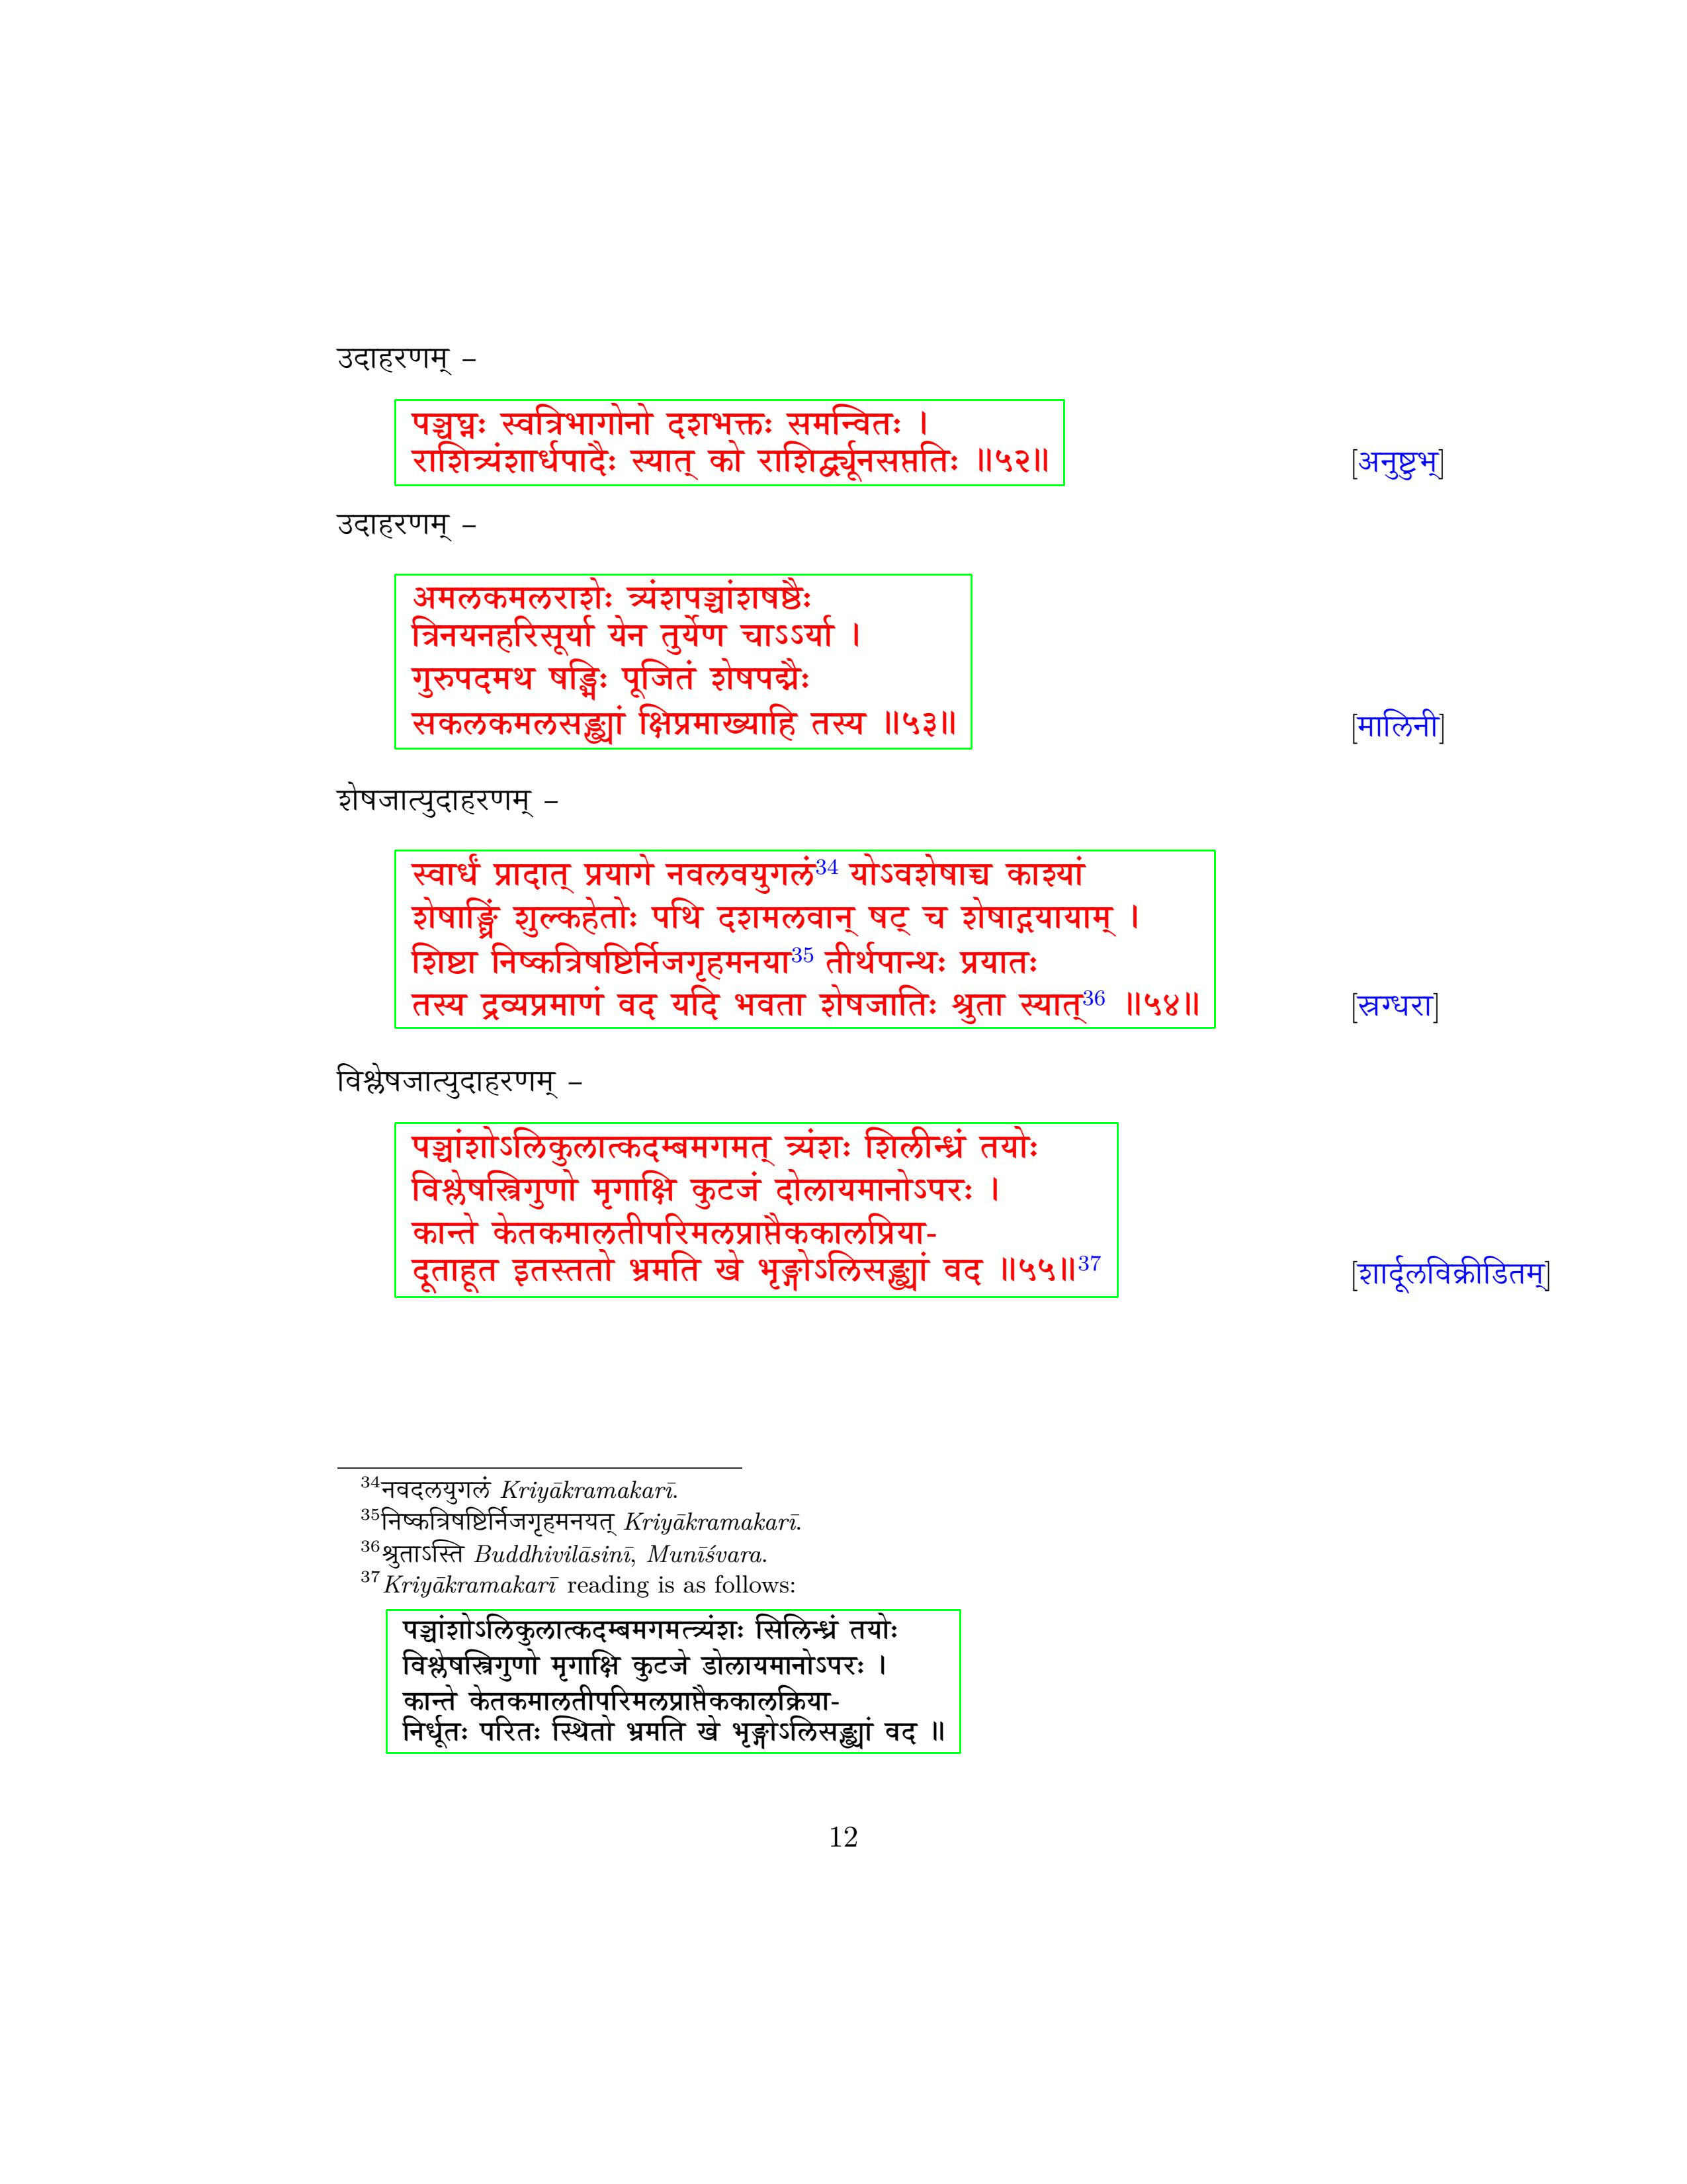 उदाहरणम् –
पञ्चघ्नः स्वत्रिभागोनो दशभक्तः समन्वितः ।
राशित्र्यंशार्धपादैः स्यात् को राशिर्द्व्यूनसप्ततिः ॥५२॥ [अनुष्टुभ्]
उदाहरणम् –
अमलकमलराशेः त्र्यंशपञ्चांशषष्ठैः
त्रिनयनहरिसूर्या येन तुर्येण चाऽऽर्या ।
गुरुपदमथ षड्भिः पूजितं शेषपद्मैः
सकलकमलसङ्ख्यां क्षिप्रमाख्याहि तस्य ॥५३॥ [मालिनी]
शेषजात्युदाहरणम् –
स्वार्धं प्रादात् प्रयागे नवलवयुगलं34 योऽवशेषाच्च काश्यां
शेषाङ्घ्रिं शुल्कहेतोः पथि दशमलवान् षट् च शेषाद्गयायाम् ।
शिष्टा निष्कत्रिषष्टिर्निजगृहमनया35 तीर्थपान्थः प्रयातः
तस्य द्रव्यप्रमाणं वद यदि भवता शेषजातिः श्रुता स्यात्36 ॥५४॥ [स्रग्धरा]
विश्लेषजात्युदाहरणम् –
पञ्चांशोऽलिकुलात्कदम्बमगमत् त्र्यंशः शिलीन्ध्रं तयोः
विश्लेषस्त्रिगुणो मृगाक्षि कुटजं दोलायमानोऽपरः ।
कान्ते केतकमालतीपरिमलप्राप्तैककालप्रिया-
दूताहूत इतस्ततो भ्रमति खे भृङ्गोऽलिसङ्ख्यां वद ॥५५॥37 [शार्दूलविक्रीडितम्]
34नवदलयुगलं Kriyākramakarī.
35निष्कत्रिषष्टिर्निजगृहमनयत् Kriyākramakarī.
36श्रुताऽस्ति Buddhivilāsinī, Munīśvara.
37Kriyākramakarī reading is as follows:
पञ्चांशोऽलिकुलात्कदम्बमगमत्त्र्यंशः सिलिन्ध्रं तयोः
विश्लेषस्त्रिगुणो मृगाक्षि कुटजे डोलायमानोऽपरः ।
कान्ते केतकमालतीपरिमलप्राप्तैककालक्रिया-
निर्धूतः परितः स्थितो भ्रमति खे भृङ्गोऽलिसङ्ख्यां वद ॥
12